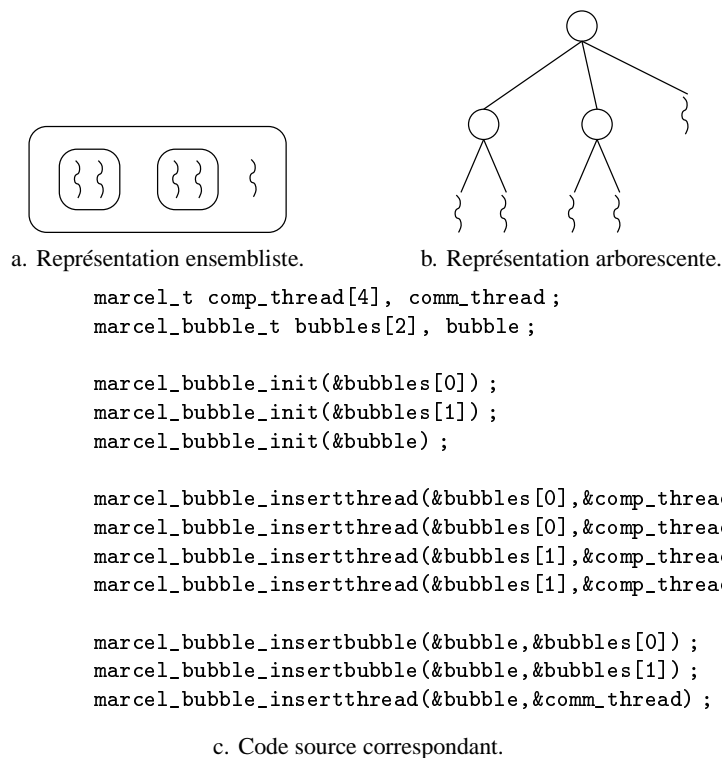 a. Représentation ensembliste.
b. Représentation arborescente.
marcel_t comp_thread[4], comm_thread ;
marcel_bubble_t bubbles[2], bubble ;
marcel_bubble_init(&bubbles[0]) ;
marcel_bubble_init(&bubbles[1]) ;
marcel_bubble_init(&bubble) ;
marcel_bubble_insertthread(&bubbles[0],&comp_threa
marcel_bubble_insertthread(&bubbles[0],&comp_threa
marcel_bubble_insertthread(&bubbles[1],&comp_threa
marcel_bubble_insertthread(&bubbles[1],&comp_threa
marcel_bubble_insertbubble(&bubble,&bubbles[0]) ;
marcel_bubble_insertbubble(&bubble,&bubbles[1]) ;
marcel_bubble_insertthread(&bubble,&comm_thread) ;
c. Code source correspondant.